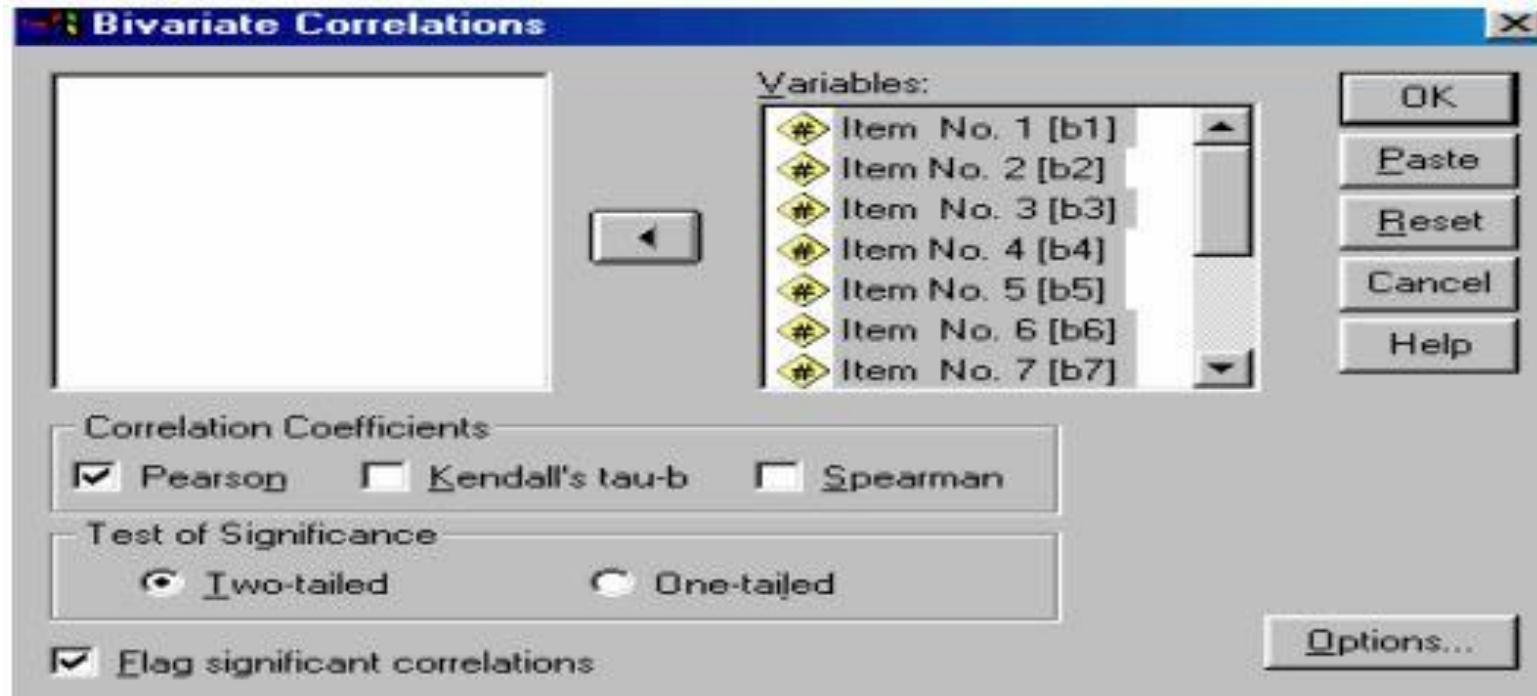 Bivariate Correlations
Variables:
# Item No. 1 [b1]
# Item No. 2 [b2]
# Item No. 3 [b3]
# Item No. 4 [b4]
# Item No. 5 [b5]
# Item No. 6 [b6]
# Item No. 7 [b7]
OK
Paste
Reset
Cancel
Help
Correlation Coefficients
Pearson Kendall's tau-b Spearman
Test of Significance
Two-tailed One-tailed
Flag significant correlations
Options...